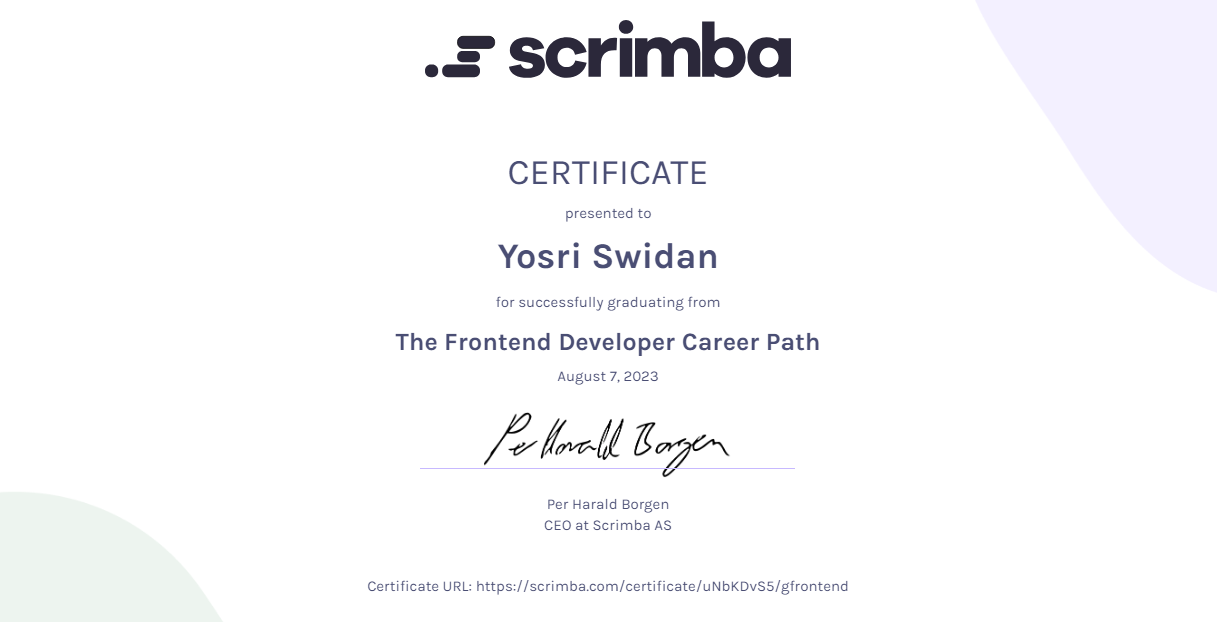 scrimba
CERTIFICATE
presented to
Yosri Swidan
for successfully graduating from
The Frontend Developer Career Path
August 7, 2023
Per Harald Borgen
Per Harald Borgen
CEO at Scrimba AS
Certificate URL: https://scrimba.com/certificate/uNbKDvS5/gfrontend